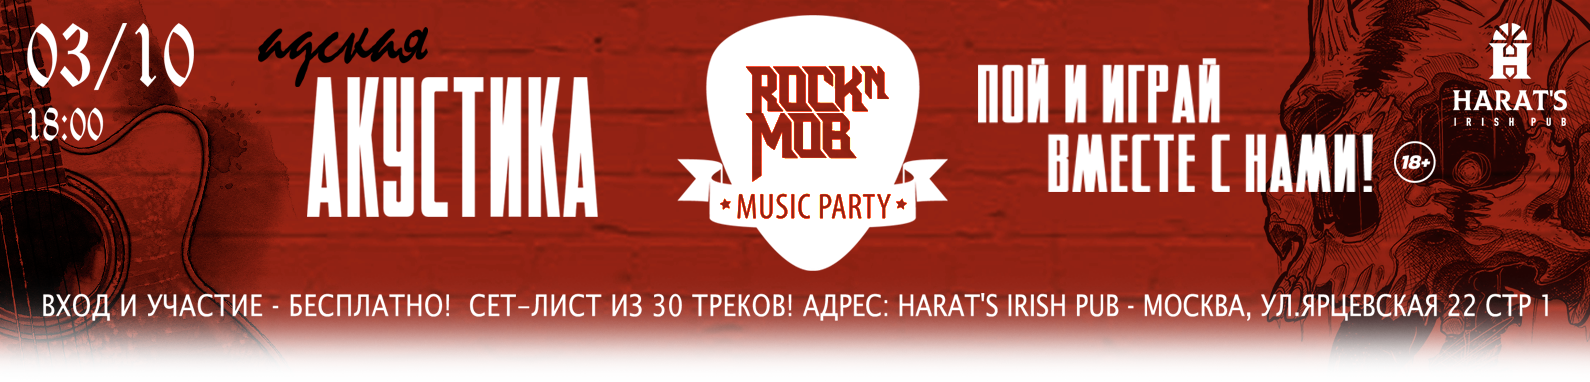 03/10
18:00
адская
АКУСТИКА
ROCK'N
MOB
MUSIC PARTY
ПОЙ И ИГРАЙ
ВМЕСТЕ С НАМИ!
18+
HARAT'S
IRISH PUB
ВХОД И УЧАСТИЕ - БЕСПЛАТНО! СЕТ-ЛИСТ ИЗ 30 ТРЕКОВ! АДРЕС: HARAT'S IRISH PUB - МОСКВА, УЛ.ЯРЦЕВСКАЯ 22 СТР 1